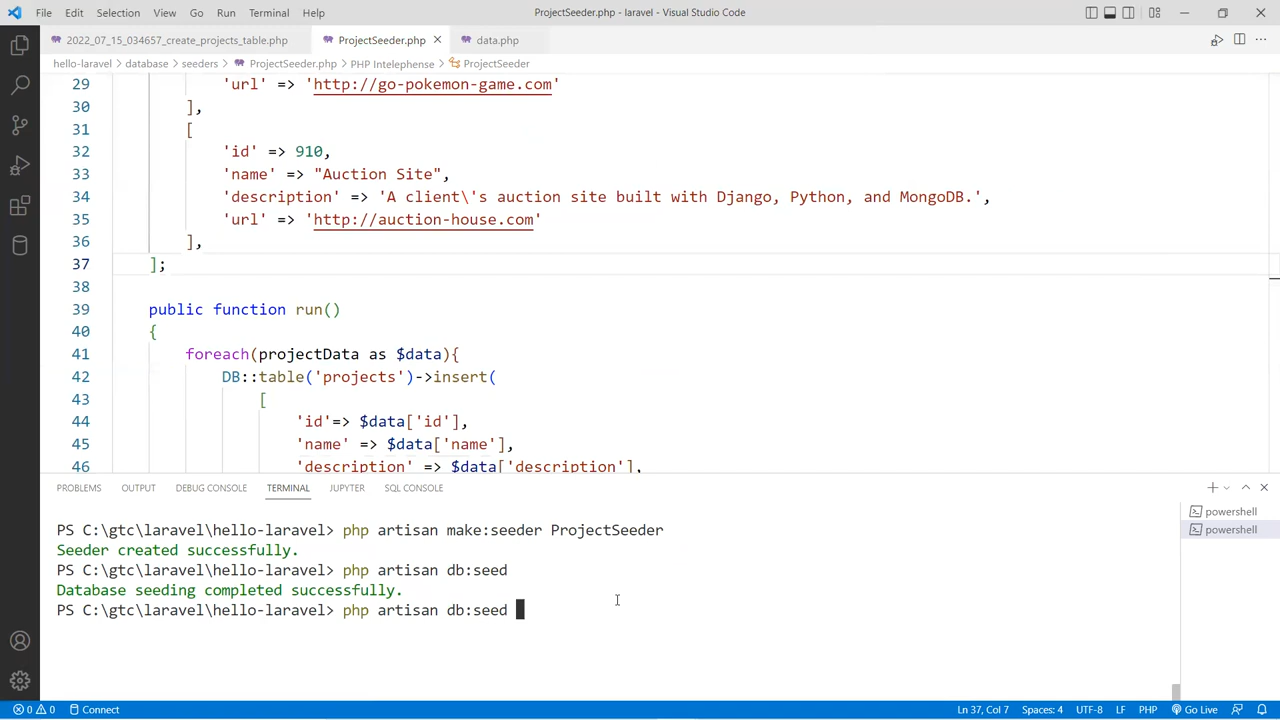 File Edit Selection View Go Run Terminal Help ProjectSeeder.php - laravel - Visual Studio Code
2022_07_15_034657_create_projects_table.php ProjectSeeder.php data.php
hello-laravel > database > seeders > ProjectSeeder.php > PHP Intelephense > ProjectSeeder
29 'url' => 'http://go-pokemon-game.com'
30 ],
31 [
32 'id' => 910,
33 'name' => "Auction Site",
34 'description' => 'A client\'s auction site built with Django, Python, and MongoDB.',
35 'url' => 'http://auction-house.com'
36 ],
37 ];
38
39 public function run()
40 {
41 foreach(projectData as $data){
42 DB::table('projects')->insert(
43 [
44 'id'=> $data['id'],
45 'name' => $data['name'],
46 'description' => $data['description'],
PROBLEMS OUTPUT DEBUG CONSOLE TERMINAL JUPYTER SQL CONSOLE
PS C:\gtc\laravel\hello-laravel> php artisan make:seeder ProjectSeeder
Seeder created successfully.
PS C:\gtc\laravel\hello-laravel> php artisan db:seed
Database seeding completed successfully.
PS C:\gtc\laravel\hello-laravel> php artisan db:seed
powershell
powershell
0 0 Connect Ln 37, Col 7 Spaces: 4 UTF-8 LF PHP Go Live